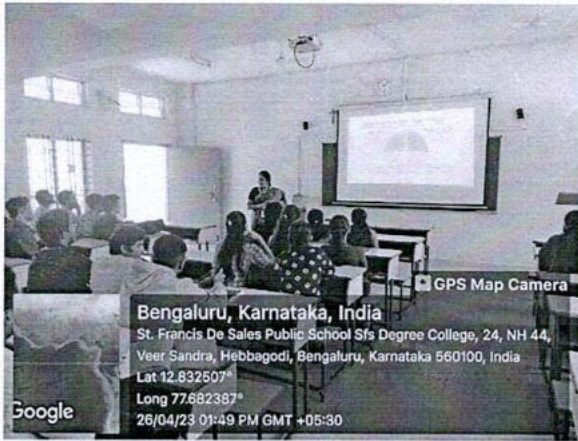 GPS Map Camera
Bengaluru, Karnataka, India
St. Francis De Sales Public School Sfs Degree College, 24, NH 44,
Veer Sandra, Hebbagodi, Bengaluru, Karnataka 560100, India
Lat 12.832507°
Long 77.682387°
26/04/23 01:49 PM GMT +05:30
Google